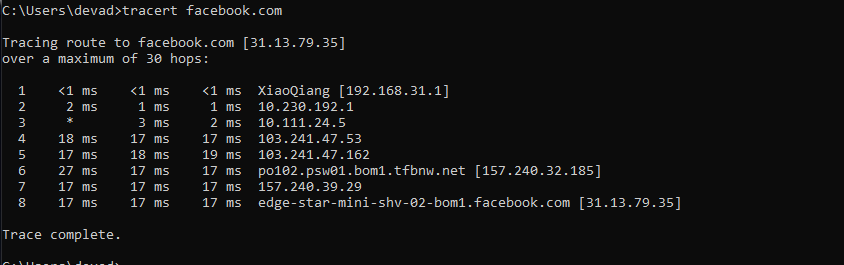 C:\Users\devad>tracert facebook.com
Tracing route to facebook.com [31.13.79.35]
over a maximum of 30 hops:
1 <1 ms <1 ms <1 ms XiaoQiang [192.168.31.1]
2 2 ms 1 ms 1 ms 10.230.192.1
3 * 3 ms 2 ms 10.111.24.5
4 18 ms 17 ms 17 ms 103.241.47.53
5 17 ms 18 ms 19 ms 103.241.47.162
6 27 ms 17 ms 17 ms po102.psw01.bom1.tfbnw.net [157.240.32.185]
7 17 ms 17 ms 17 ms 157.240.39.29
8 17 ms 17 ms 17 ms edge-star-mini-shv-02-bom1.facebook.com [31.13.79.35]
Trace complete.
C:\Users\devad>